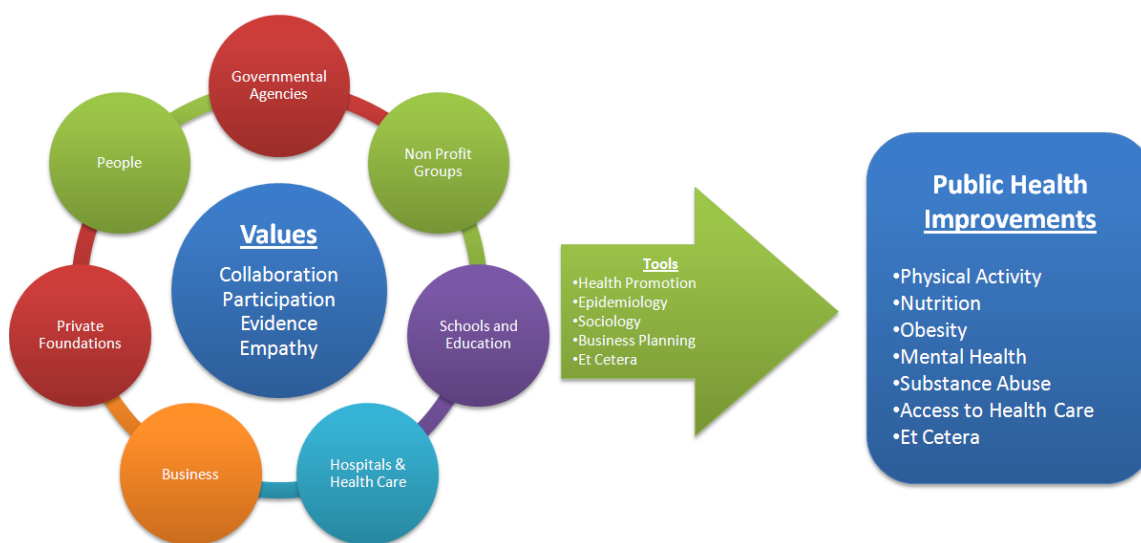 Governmental
Agencies
People
Non Profit
Groups
Values
Collaboration
Participation
Evidence
Empathy
Private
Foundations
Schools and
Education
Business
Hospitals &
Health Care
Tools
•Health Promotion
•Epidemiology
•Sociology
•Business Planning
•Et Cetera
Public Health
Improvements
•Physical Activity
•Nutrition
•Obesity
•Mental Health
•Substance Abuse
•Access to Health Care
•Et Cetera